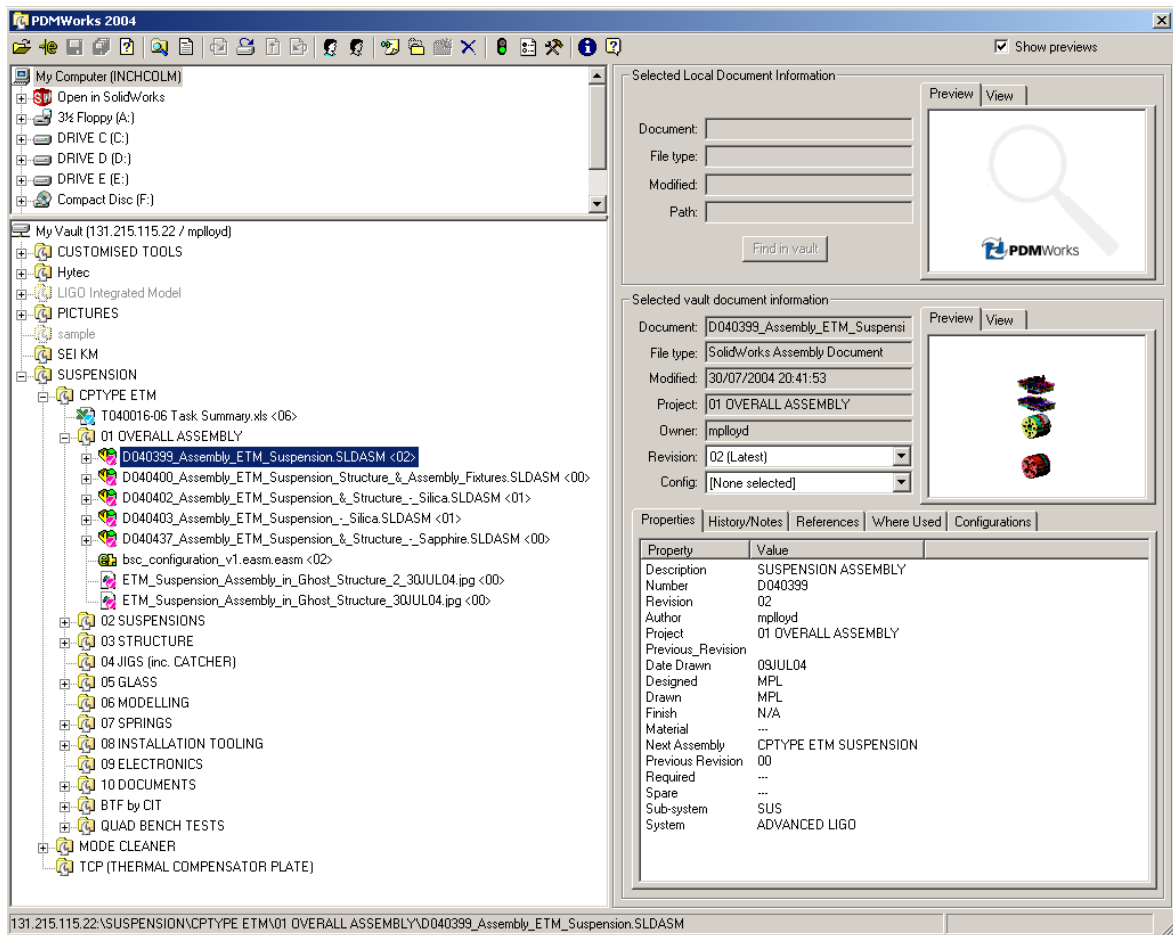 PDMWorks 2004
Show previews
My Computer (INCHCOLM)
Open in SolidWorks
3½ Floppy (A:)
DRIVE C (C:)
DRIVE D (D:)
DRIVE E (E:)
Compact Disc (F:)
My Vault (131.215.115.22 / mplloyd)
CUSTOMISED TOOLS
Hytec
LIGO Integrated Model
PICTURES
sample
SEI KM
SUSPENSION
CPTYPE ETM
T040016-06 Task Summary.xls <06>
01 OVERALL ASSEMBLY
D040399_Assembly_ETM_Suspension.SLDASM <02>
D040400_Assembly_ETM_Suspension_Structure_&_Assembly_Fixtures.SLDASM <00>
D040402_Assembly_ETM_Suspension_&_Structure_-_Silica.SLDASM <01>
D040403_Assembly_ETM_Suspension_-_Silica.SLDASM <01>
D040437_Assembly_ETM_Suspension_&_Structure_-_Sapphire.SLDASM <00>
bsc_configuration_v1.easm.easm <02>
ETM_Suspension_Assembly_in_Ghost_Structure_2_30JUL04.jpg <00>
ETM_Suspension_Assembly_in_Ghost_Structure_30JUL04.jpg <00>
02 SUSPENSIONS
03 STRUCTURE
04 JIGS (inc. CATCHER)
05 GLASS
06 MODELLING
07 SPRINGS
08 INSTALLATION TOOLING
09 ELECTRONICS
10 DOCUMENTS
BTF by CIT
QUAD BENCH TESTS
MODE CLEANER
TCP (THERMAL COMPENSATOR PLATE)
Selected Local Document Information
Preview View
Document:
File type:
Modified:
Path:
Find in vault
PDMWorks
Selected vault document information
Preview View
Document: D040399_Assembly_ETM_Suspensi
File type: SolidWorks Assembly Document
Modified: 30/07/2004 20:41:53
Project: 01 OVERALL ASSEMBLY
Owner: mplloyd
Revision: 02 (Latest)
Config: [None selected]
Properties History/Notes References Where Used Configurations
Property Value
Description SUSPENSION ASSEMBLY
Number D040399
Revision 02
Author mplloyd
Project 01 OVERALL ASSEMBLY
Previous_Revision
Date Drawn 09JUL04
Designed MPL
Drawn MPL
Finish N/A
Material ---
Next Assembly CPTYPE ETM SUSPENSION
Previous Revision 00
Required ---
Spare ---
Sub-system SUS
System ADVANCED LIGO
131.215.115.22:\SUSPENSION\CPTYPE ETM\01 OVERALL ASSEMBLY\D040399_Assembly_ETM_Suspension.SLDASM